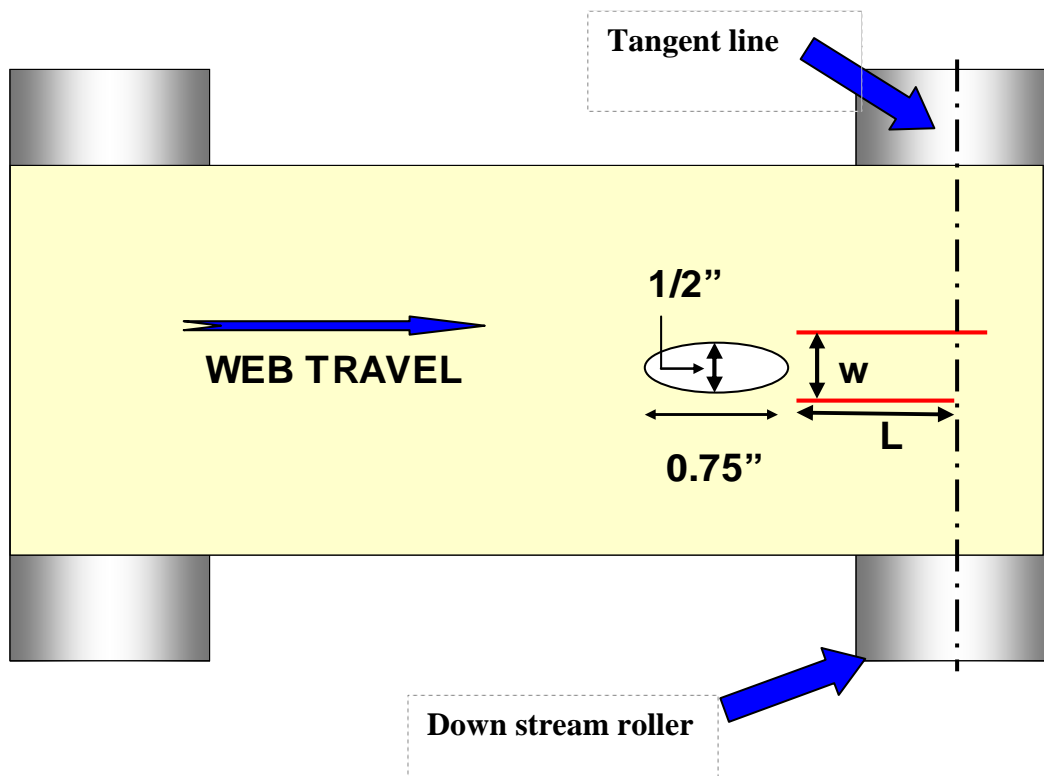 Tangent line
1/2”
WEB TRAVEL
w
L
0.75”
Down stream roller